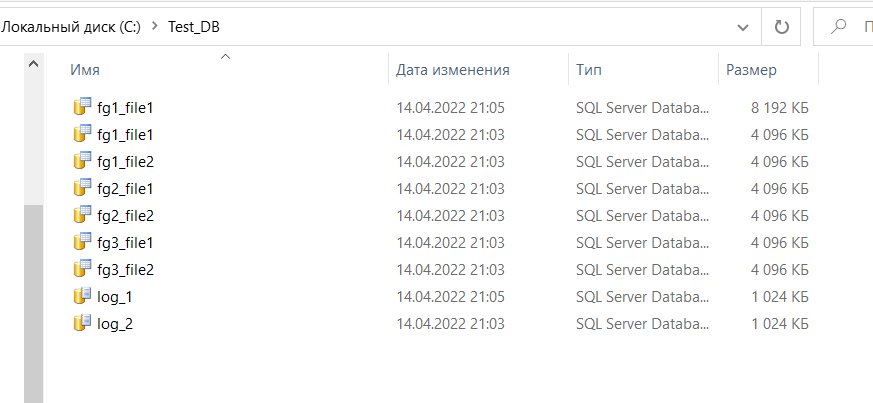 Локальный диск (C:) > Test_DB П
Имя Дата изменения Тип Размер
fg1_file1 14.04.2022 21:05 SQL Server Databa... 8 192 КБ
fg1_file1 14.04.2022 21:03 SQL Server Databa... 4 096 КБ
fg1_file2 14.04.2022 21:03 SQL Server Databa... 4 096 КБ
fg2_file1 14.04.2022 21:03 SQL Server Databa... 4 096 КБ
fg2_file2 14.04.2022 21:03 SQL Server Databa... 4 096 КБ
fg3_file1 14.04.2022 21:03 SQL Server Databa... 4 096 КБ
fg3_file2 14.04.2022 21:03 SQL Server Databa... 4 096 КБ
log_1 14.04.2022 21:05 SQL Server Databa... 1 024 КБ
log_2 14.04.2022 21:03 SQL Server Databa... 1 024 КБ